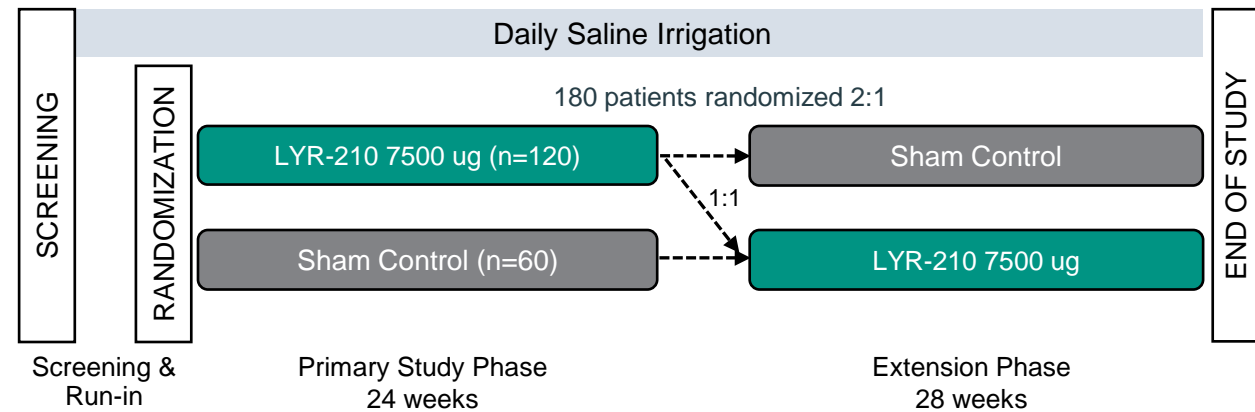 Daily Saline Irrigation
SCREENING
RANDOMIZATION
180 patients randomized 2:1
LYR-210 7500 ug (n=120)
Sham Control
1:1
Sham Control (n=60)
LYR-210 7500 ug
END OF STUDY
Screening &
Run-in
Primary Study Phase
24 weeks
Extension Phase
28 weeks